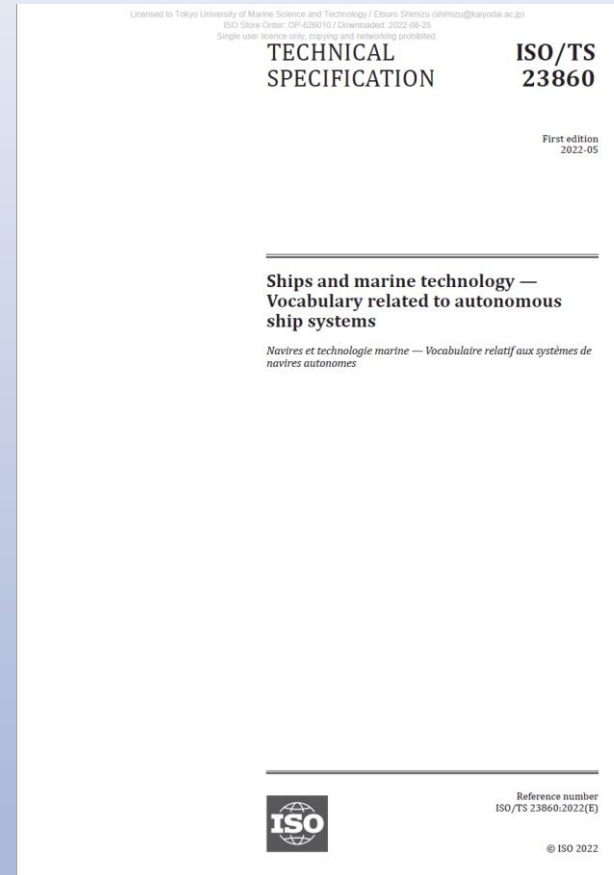 Licensed to Tokyo University of Marine Science and Technology / Etsuro Shimizu (shimizu@kaiyodai.ac.jp)
ISO Store Order: OP-626010 / Downloaded: 2022-08-25
Single user licence only, copying and networking prohibited.
TECHNICAL SPECIFICATION
ISO/TS 23860
First edition
2022-05
Ships and marine technology —
Vocabulary related to autonomous
ship systems
Navires et technologie marine — Vocabulaire relatif aux systèmes de
navires autonomes
ISO
Reference number
ISO/TS 23860:2022(E)
© ISO 2022